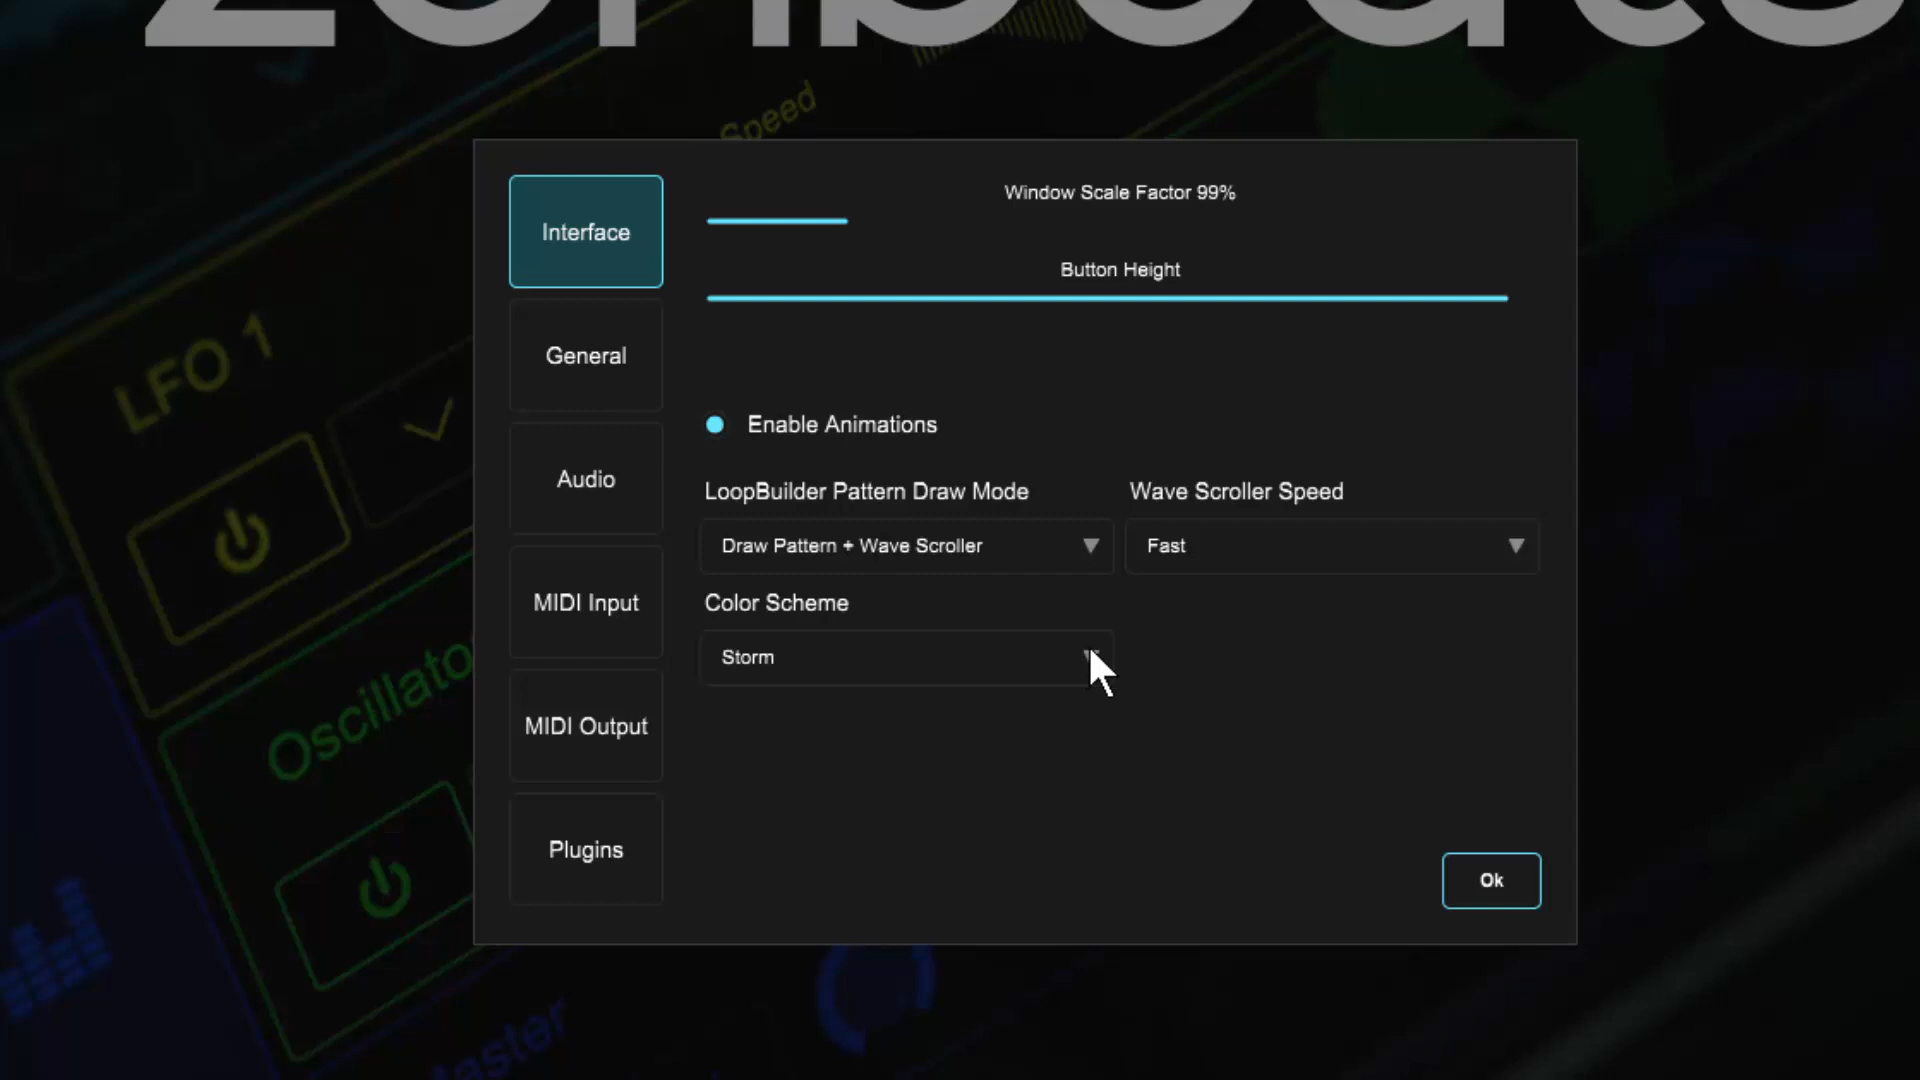 Speed
Interface
Window Scale Factor 99%
Button Height
General
LFO 1
Enable Animations
Audio
LoopBuilder Pattern Draw Mode
Wave Scroller Speed
Draw Pattern + Wave Scroller
Fast
MIDI Input
Color Scheme
Storm
MIDI Output
Plugins
Ok